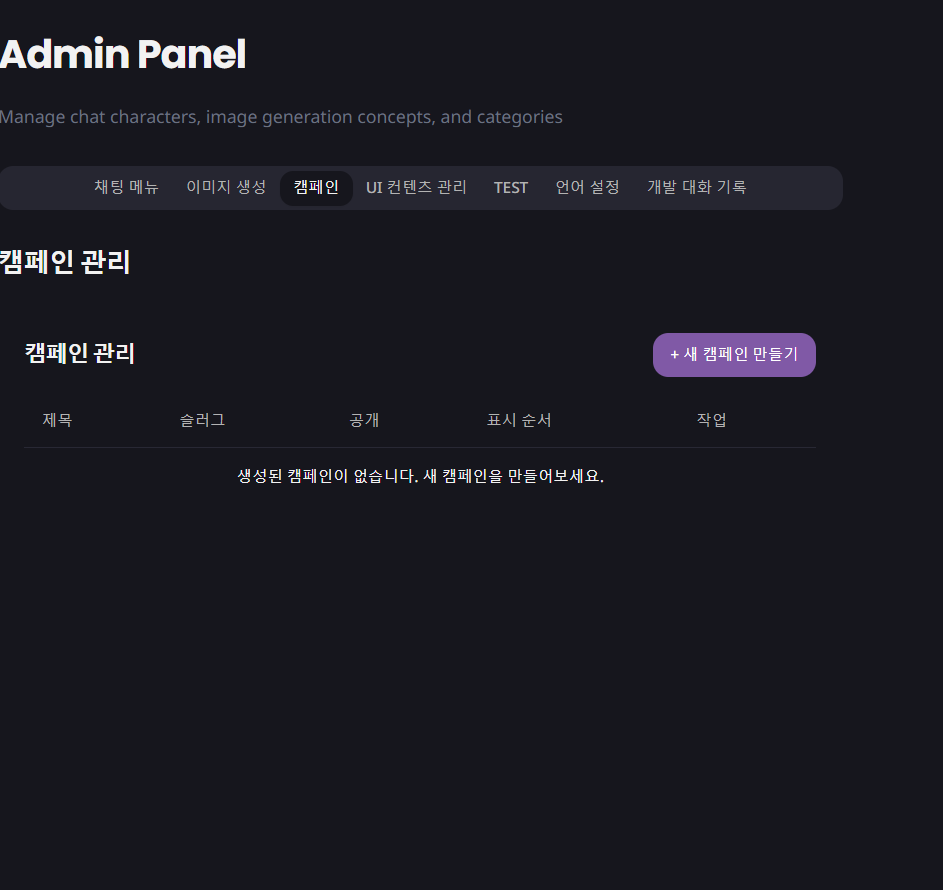 Admin Panel
Manage chat characters, image generation concepts, and categories
채팅 메뉴 이미지 생성 캠페인 UI 컨텐츠 관리 TEST 언어 설정 개발 대화 기록
캠페인 관리
캠페인 관리 + 새 캠페인 만들기
제목 슬러그 공개 표시 순서 작업
생성된 캠페인이 없습니다. 새 캠페인을 만들어보세요.